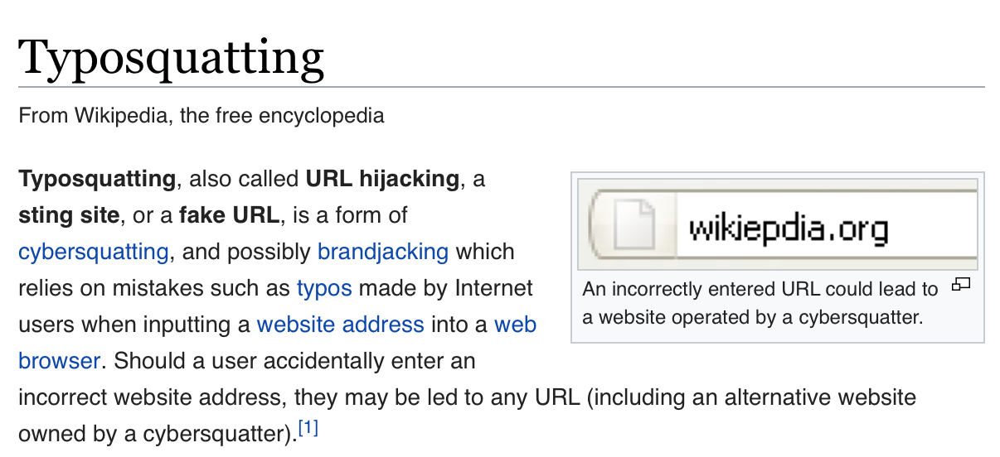 Typosquatting
From Wikipedia, the free encyclopedia
Typosquatting, also called URL hijacking, a
sting site, or a fake URL, is a form of
cybersquatting, and possibly brandjacking which
relies on mistakes such as typos made by Internet
users when inputting a website address into a web
browser. Should a user accidentally enter an
incorrect website address, they may be led to any URL (including an alternative website
owned by a cybersquatter).[1]
wikiepdia.org
An incorrectly entered URL could lead to
a website operated by a cybersquatter.